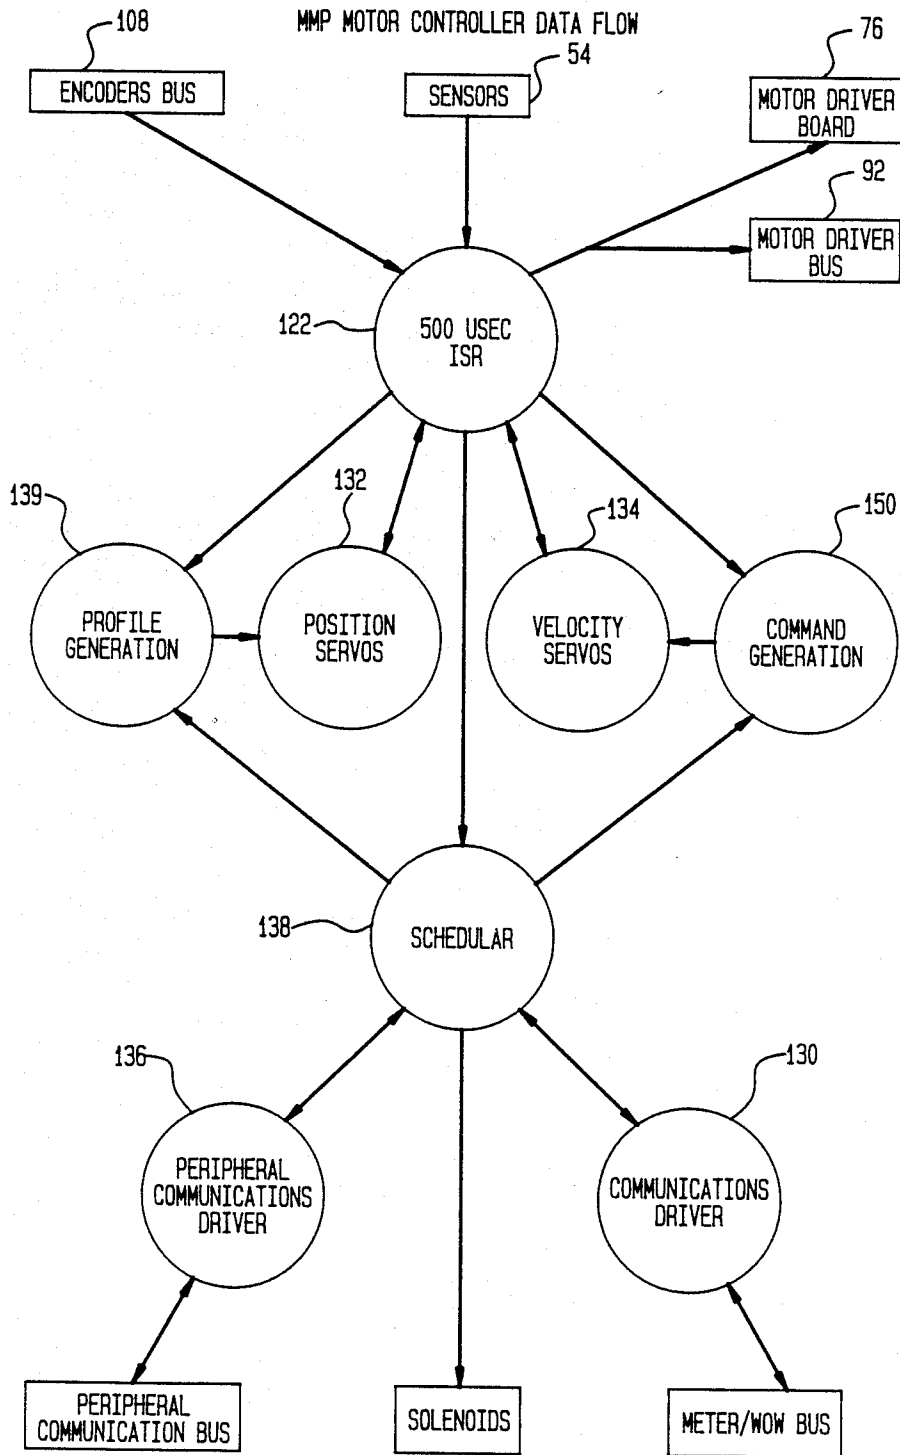 MMP MOTOR CONTROLLER DATA FLOW
108
54
76
ENCODERS BUS
SENSORS
MOTOR DRIVER
BOARD
92
MOTOR DRIVER
BUS
122
500 USEC
ISR
139
132
134
150
PROFILE
GENERATION
POSITION
SERVOS
VELOCITY
SERVOS
COMMAND
GENERATION
138
SCHEDULAR
136
130
PERIPHERAL
COMMUNICATIONS
DRIVER
COMMUNICATIONS
DRIVER
PERIPHERAL
COMMUNICATION BUS
SOLENOIDS
METER/WOW BUS